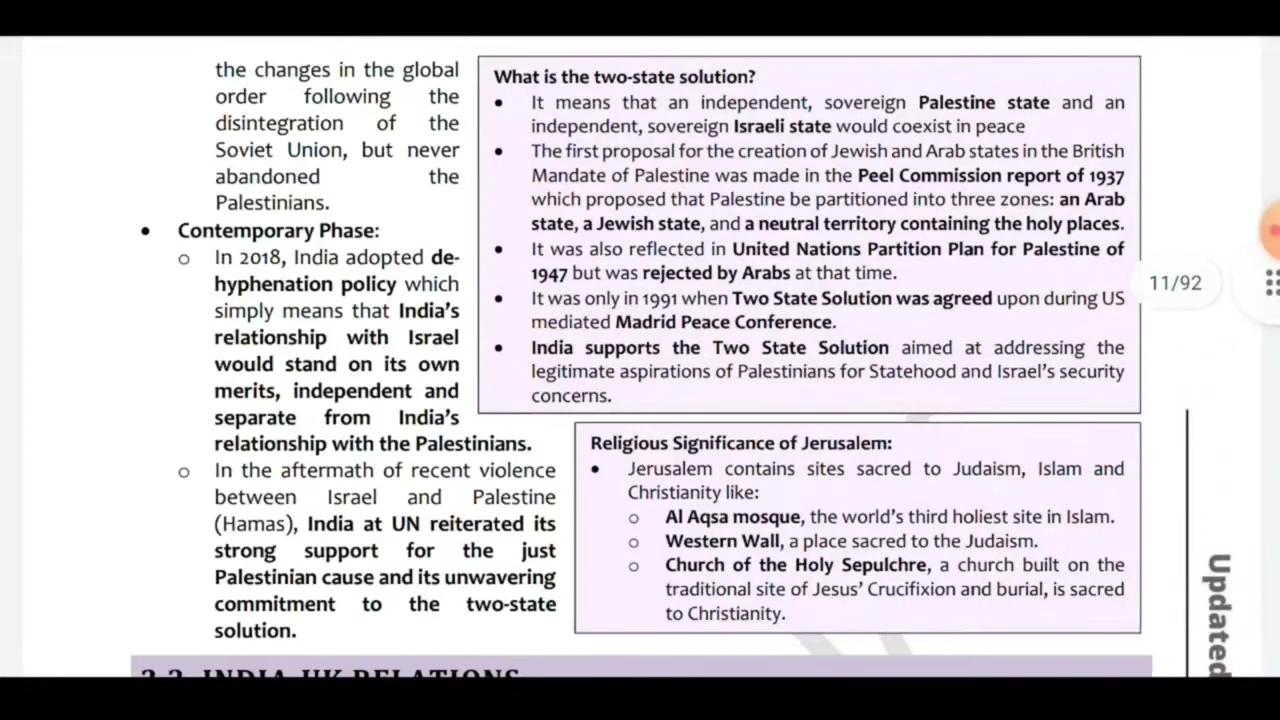 the changes in the global
order following the
disintegration of the
Soviet Union, but never
abandoned the
Palestinians.
• Contemporary Phase:
o In 2018, India adopted de-
hyphenation policy which
simply means that India's
relationship with Israel
would stand on its own
merits, independent and
separate from India's
relationship with the Palestinians.
o In the aftermath of recent violence
between Israel and Palestine
(Hamas), India at UN reiterated its
strong support for the just
Palestinian cause and its unwavering
commitment to the two-state
solution.
What is the two-state solution?
• It means that an independent, sovereign Palestine state and an
independent, sovereign Israeli state would coexist in peace
• The first proposal for the creation of Jewish and Arab states in the British
Mandate of Palestine was made in the Peel Commission report of 1937
which proposed that Palestine be partitioned into three zones: an Arab
state, a Jewish state, and a neutral territory containing the holy places.
• It was also reflected in United Nations Partition Plan for Palestine of
1947 but was rejected by Arabs at that time.
• It was only in 1991 when Two State Solution was agreed upon during US
mediated Madrid Peace Conference.
• India supports the Two State Solution aimed at addressing the
legitimate aspirations of Palestinians for Statehood and Israel's security
concerns.
Religious Significance of Jerusalem:
• Jerusalem contains sites sacred to Judaism, Islam and
Christianity like:
o Al Aqsa mosque, the world's third holiest site in Islam.
o Western Wall, a place sacred to the Judaism.
o Church of the Holy Sepulchre, a church built on the
traditional site of Jesus' Crucifixion and burial, is sacred
to Christianity.
11/92
Updated
INDIA UK RELATIONS